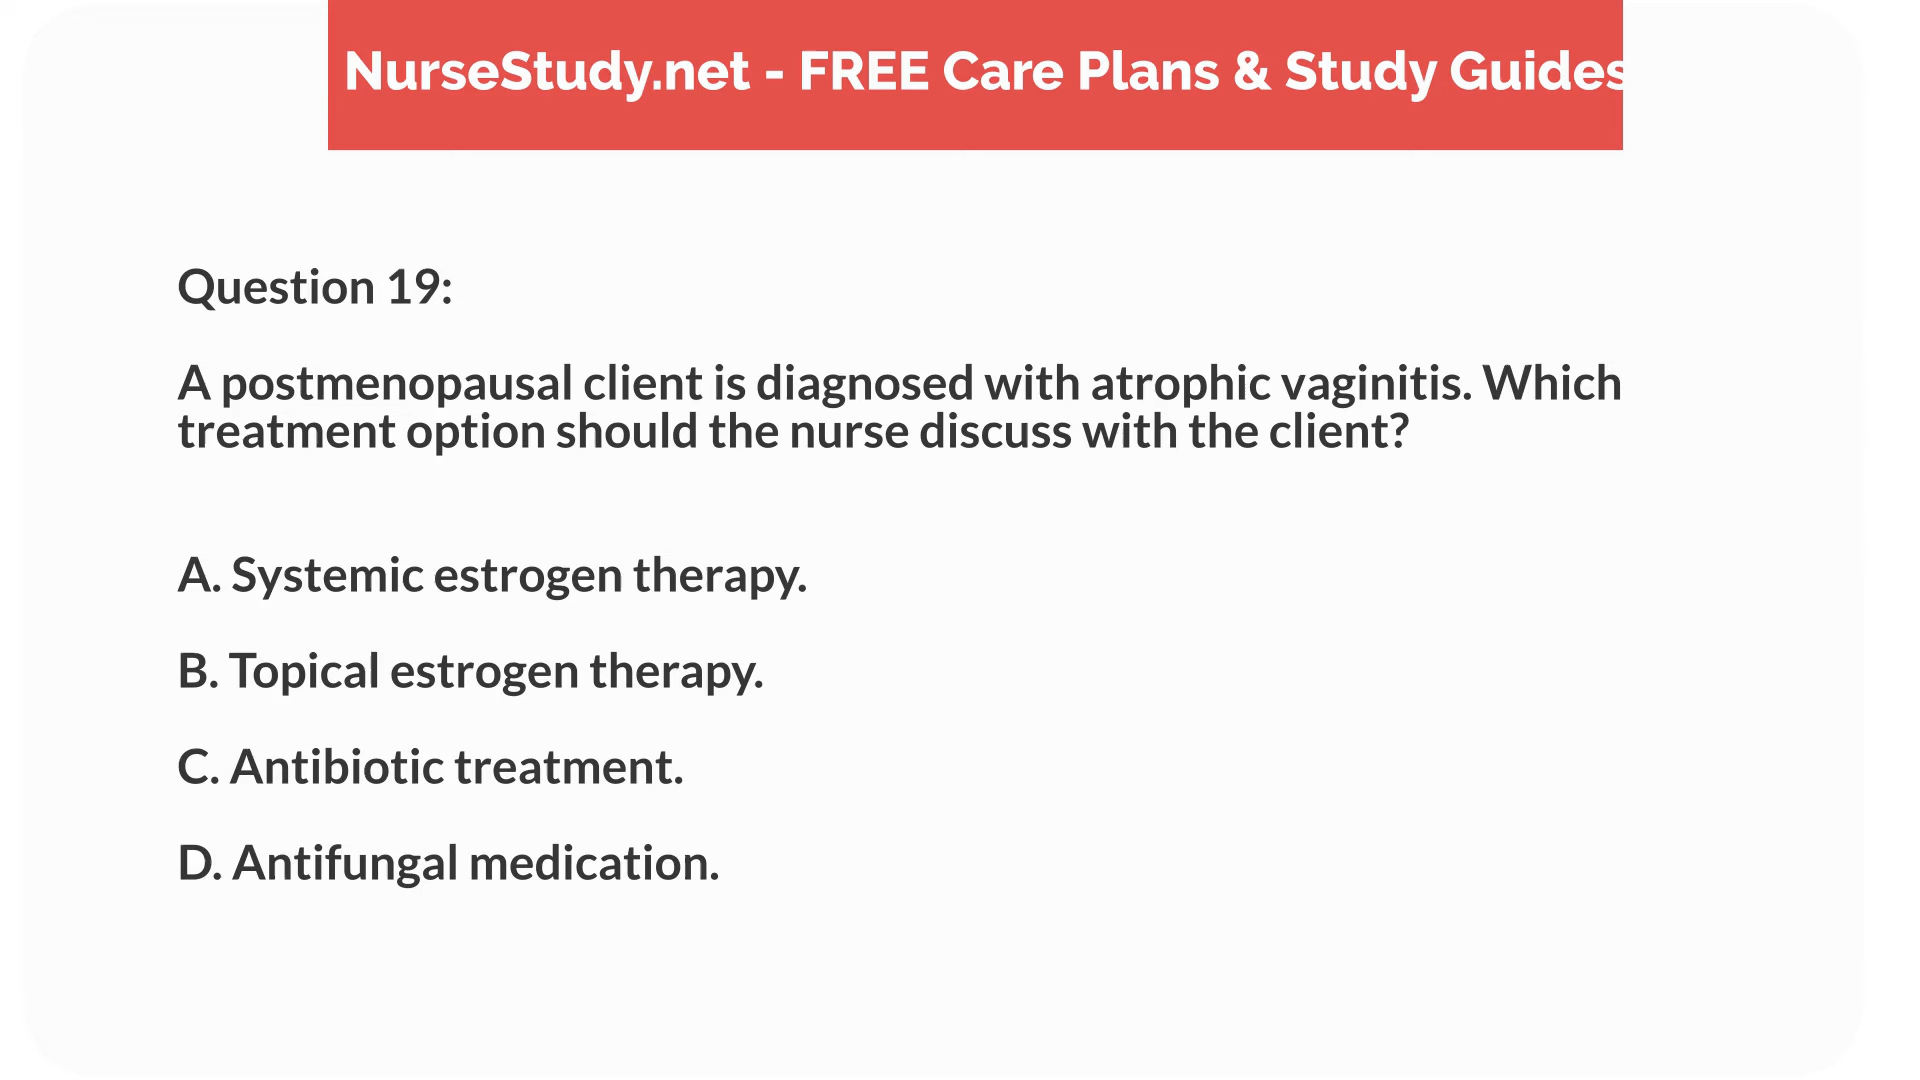 NurseStudy.net - FREE Care Plans & Study Guides
Question 19:
A postmenopausal client is diagnosed with atrophic vaginitis. Which
treatment option should the nurse discuss with the client?
A. Systemic estrogen therapy.
B. Topical estrogen therapy.
C. Antibiotic treatment.
D. Antifungal medication.